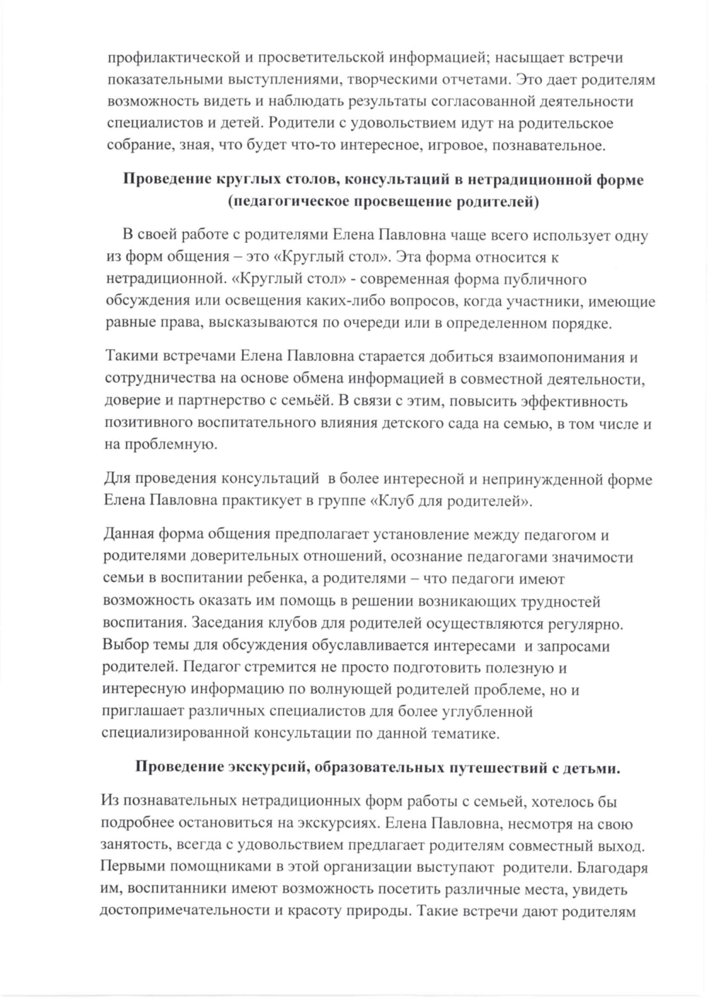 профилактической и просветительской информацией; насыщает встречи
показательными выступлениями, творческими отчетами. Это дает родителям
возможность видеть и наблюдать результаты согласованной деятельности
специалистов и детей. Родители с удовольствием идут на родительское
собрание, зная, что будет что-то интересное, игровое, познавательное.
Проведение круглых столов, консультаций в нетрадиционной форме
(педагогическое просвещение родителей)
В своей работе с родителями Елена Павловна чаще всего использует одну
из форм общения – это «Круглый стол». Эта форма относится к
нетрадиционной. «Круглый стол» - современная форма публичного
обсуждения или освещения каких-либо вопросов, когда участники, имеющие
равные права, высказываются по очереди или в определенном порядке.
Такими встречами Елена Павловна старается добиться взаимопонимания и
сотрудничества на основе обмена информацией в совместной деятельности,
доверие и партнерство с семьёй. В связи с этим, повысить эффективность
позитивного воспитательного влияния детского сада на семью, в том числе и
на проблемную.
Для проведения консультаций  в более интересной и непринужденной форме
Елена Павловна практикует в группе «Клуб для родителей».
Данная форма общения предполагает установление между педагогом и
родителями доверительных отношений, осознание педагогами значимости
семьи в воспитании ребенка, а родителями – что педагоги имеют
возможность оказать им помощь в решении возникающих трудностей
воспитания. Заседания клубов для родителей осуществляются регулярно.
Выбор темы для обсуждения обуславливается интересами  и запросами
родителей. Педагог стремится не просто подготовить полезную и
интересную информацию по волнующей родителей проблеме, но и
приглашает различных специалистов для более углубленной
специализированной консультации по данной тематике.
Проведение экскурсий, образовательных путешествий с детьми.
Из познавательных нетрадиционных форм работы с семьей, хотелось бы
подробнее остановиться на экскурсиях. Елена Павловна, несмотря на свою
занятость, всегда с удовольствием предлагает родителям совместный выход.
Первыми помощниками в этой организации выступают  родители. Благодаря
им, воспитанники имеют возможность посетить различные места, увидеть
достопримечательности и красоту природы. Такие встречи дают родителям